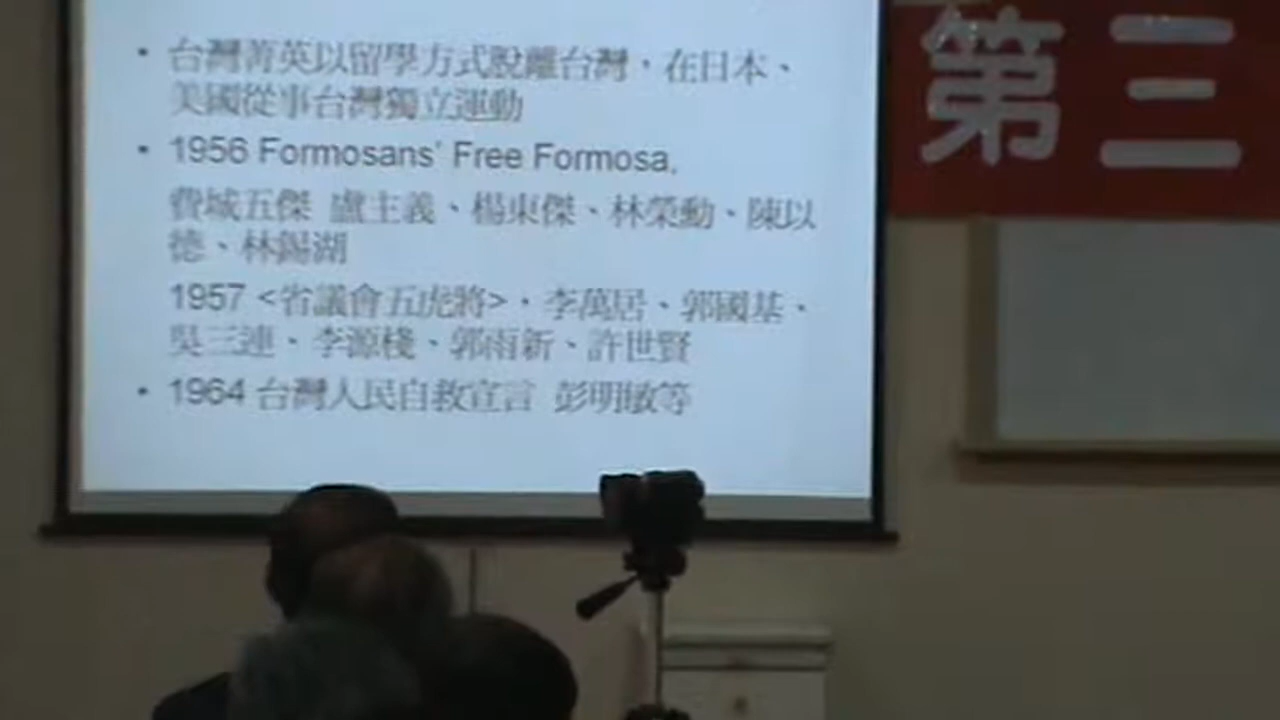 • 台灣菁英以留學方式脫離台灣，在日本、
美國從事台灣獨立運動
• 1956 Formosans' Free Formosa,
費城五傑 盧主義、楊東傑、林榮勳、陳以
德、林錫湖
1957 <省議會五虎將>，李萬居、郭國基、
吳三連、李源棧、郭雨新、許世賢
• 1964 台灣人民自救宣言 彭明敏等
第三